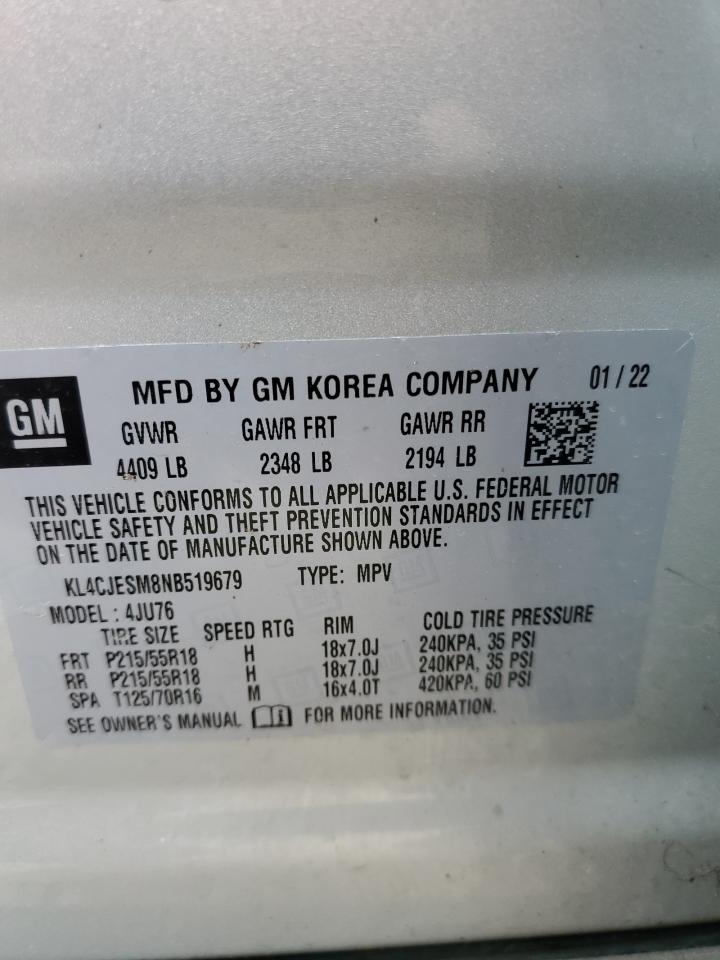 GM
MFD BY GM KOREA COMPANY 01 / 22
GVWR GAWR FRT GAWR RR
4409 LB 2348 LB 2194 LB
THIS VEHICLE CONFORMS TO ALL APPLICABLE U.S. FEDERAL MOTOR
VEHICLE SAFETY AND THEFT PREVENTION STANDARDS IN EFFECT
ON THE DATE OF MANUFACTURE SHOWN ABOVE.
KL4CJESM8NB519679 TYPE: MPV
MODEL: 4JU76
TIRE SIZE SPEED RTG RIM COLD TIRE PRESSURE
FRT P215/55R18 H 18x7.0J 240KPA, 35 PSI
RR P215/55R18 H 18x7.0J 240KPA, 35 PSI
SPA T125/70R16 M 16x4.0T 420KPA, 60 PSI
SEE OWNER'S MANUAL FOR MORE INFORMATION.